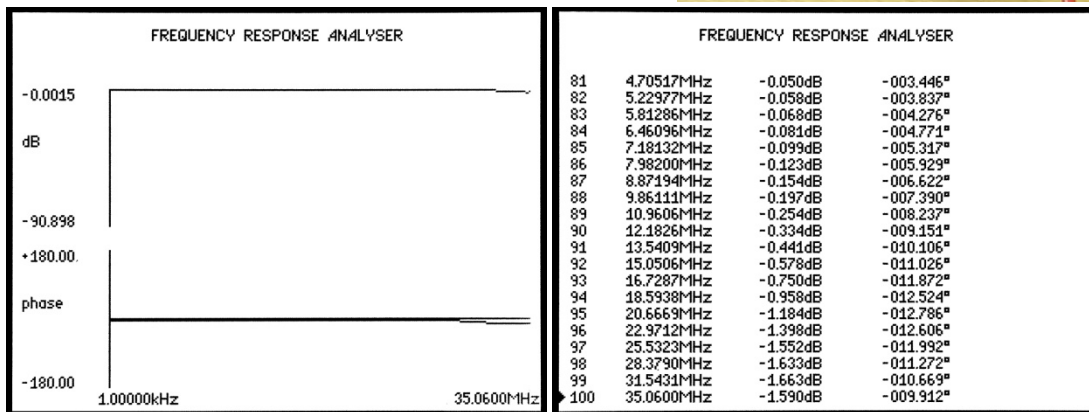 FREQUENCY RESPONSE ANALYSER
-0.0015
dB
-90.898
+180.00.
phase
-180.00
1.00000kHz 35.0600MHz
FREQUENCY RESPONSE ANALYSER
81 4.70517MHz -0.050dB -003.446°
82 5.22977MHz -0.058dB -003.837°
83 5.81286MHz -0.068dB -004.276°
84 6.46096MHz -0.081dB -004.771°
85 7.18132MHz -0.099dB -005.317°
86 7.98200MHz -0.123dB -005.929°
87 8.87194MHz -0.154dB -006.622°
88 9.86111MHz -0.197dB -007.390°
89 10.9606MHz -0.254dB -008.237°
90 12.1826MHz -0.334dB -009.151°
91 13.5409MHz -0.441dB -010.106°
92 15.0506MHz -0.578dB -011.026°
93 16.7287MHz -0.750dB -011.872°
94 18.5938MHz -0.958dB -012.524°
95 20.6669MHz -1.184dB -012.786°
96 22.9712MHz -1.398dB -012.606°
97 25.5323MHz -1.552dB -011.992°
98 28.3790MHz -1.633dB -011.272°
99 31.5431MHz -1.663dB -010.669°
100 35.0600MHz -1.590dB -009.912°